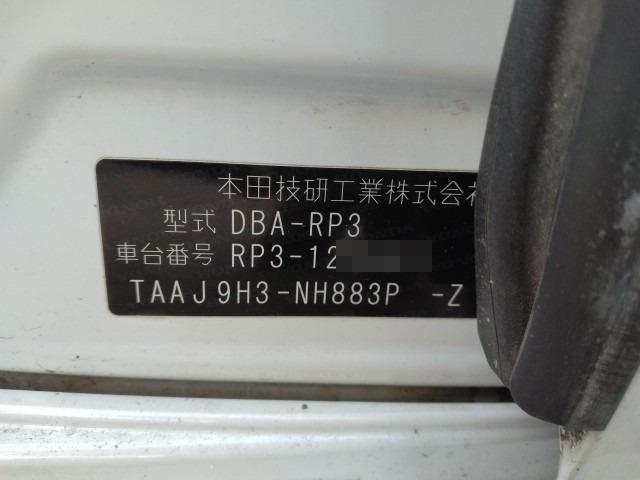 本田技研工業株式会社
型式 DBA-RP3
車台番号 RP3-12
TAAJ9H3-NH883P -Z